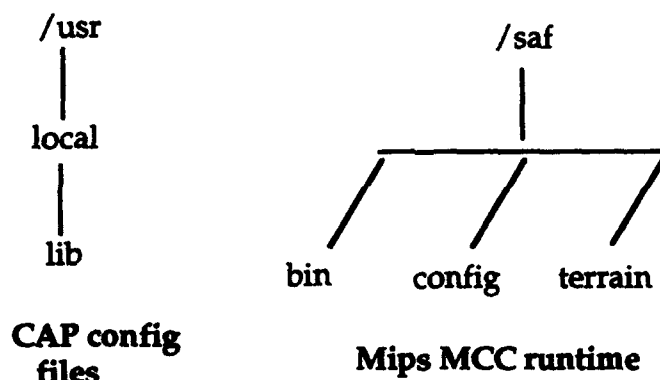 /usr
local
lib
CAP config
files
/saf
bin config terrain
Mips MCC runtime